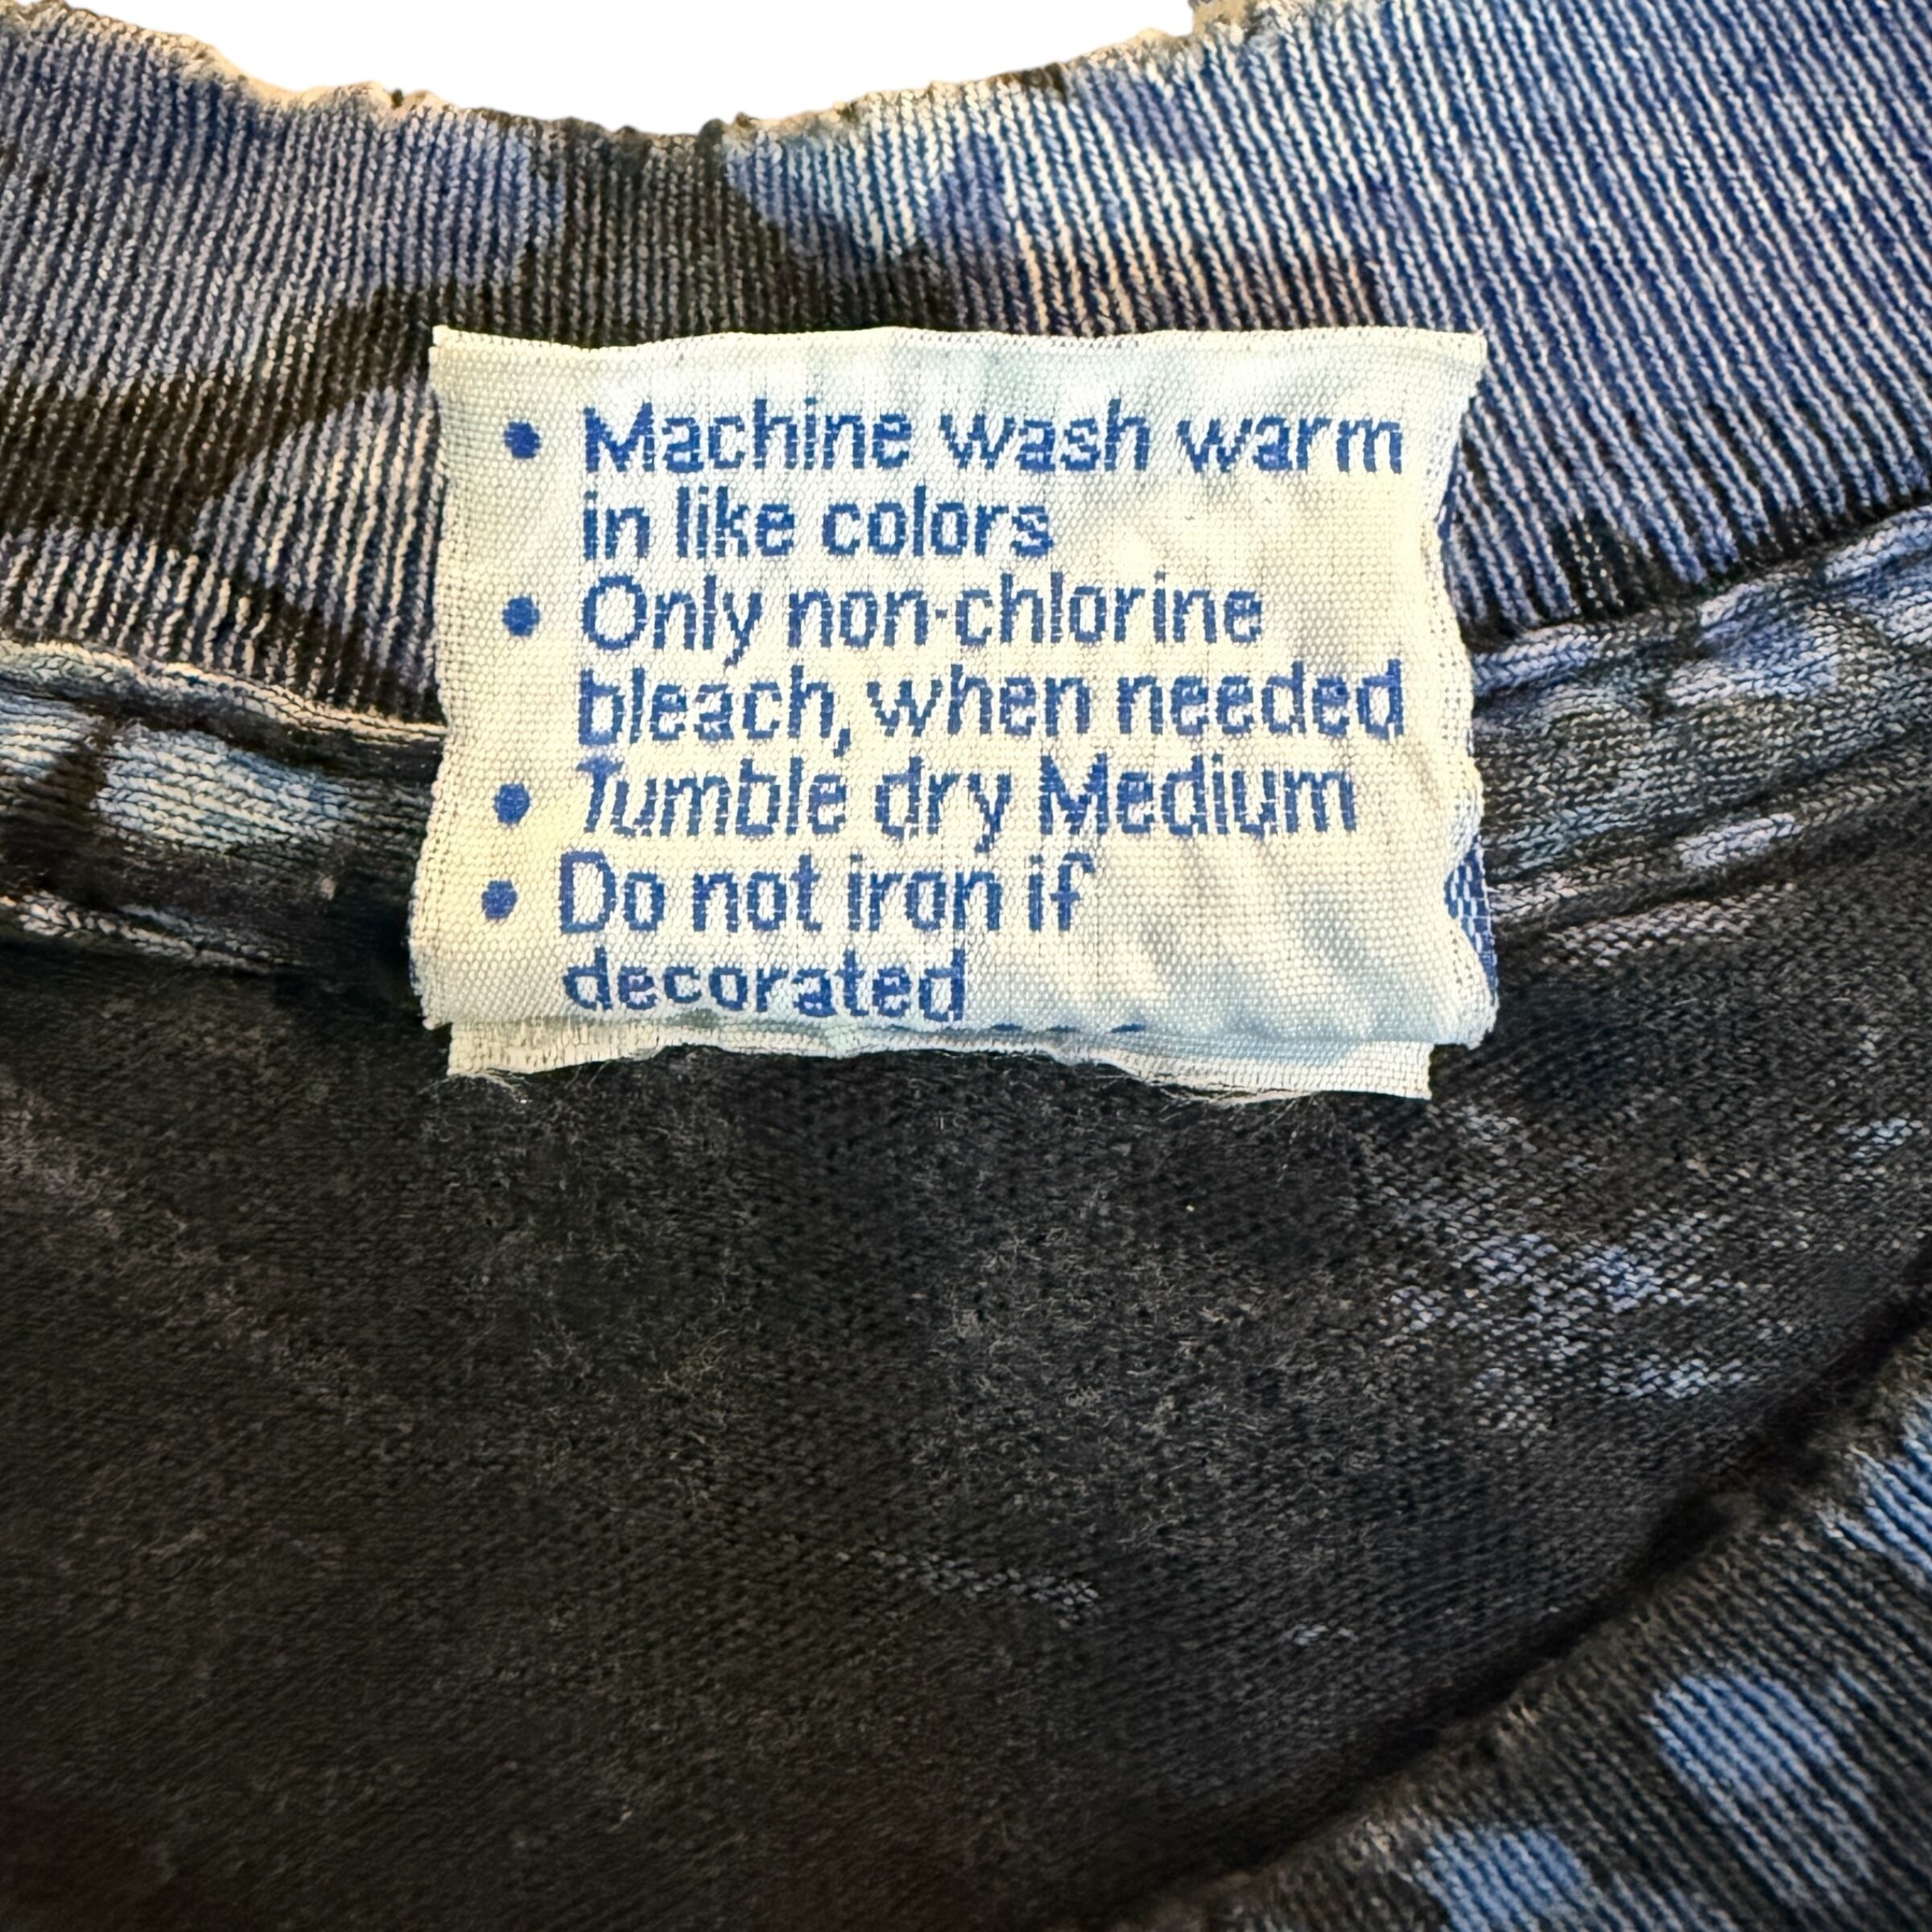 • Machine wash warm
in like colors
• Only non-chlorine
bleach, when needed
• Tumble dry Medium
• Do not iron if
decorated